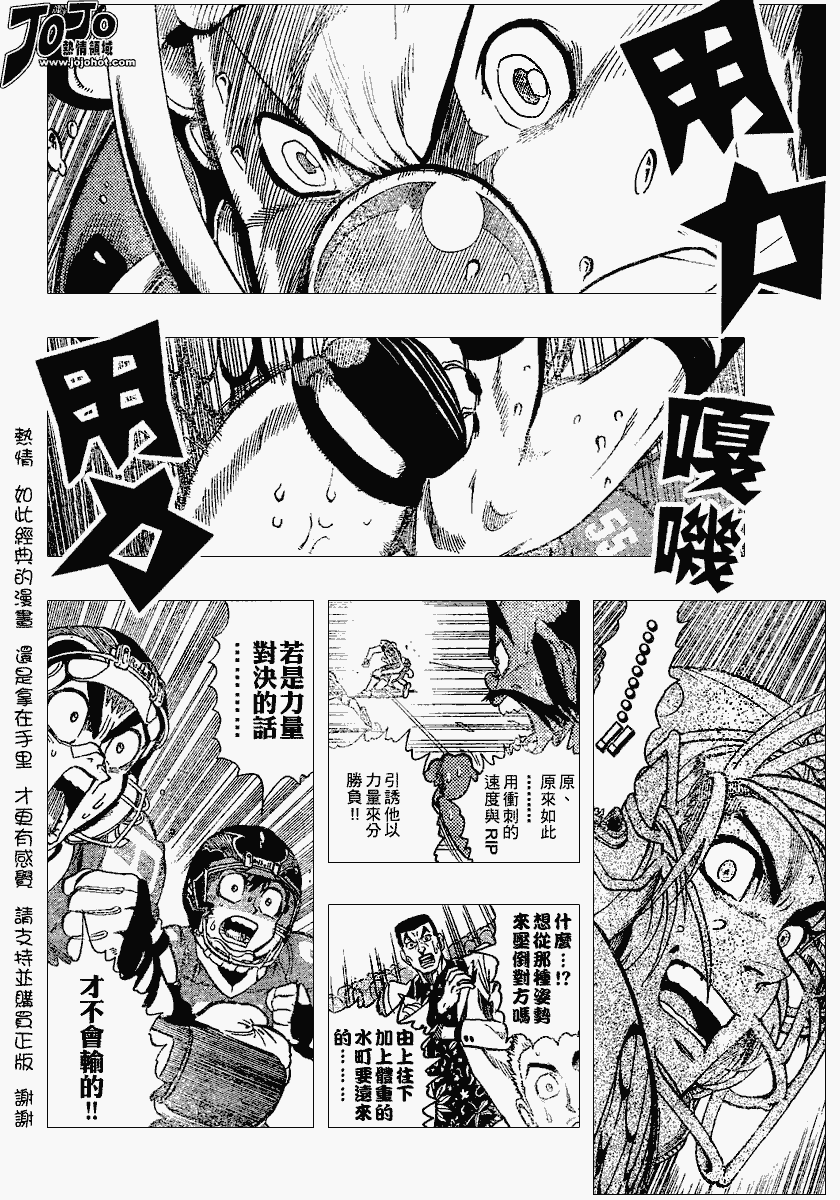 JOJO
熱情領域
www.jojohot.com
用力
用力
嘎
嘰
55
原、
原來如此
………
用衝刺的
速度與RIP
引誘他以
力量來分
勝負!!
什麼…!?
想從那種姿勢
來壓倒對方嗎
由上往下
加上體重的
水町要遠來
的………
若是力量
對決的話
…………
才不會輸的!!
熱情 如此經典的漫畫 還是拿在手里 才更有感覺 請支持並購買正版 謝謝